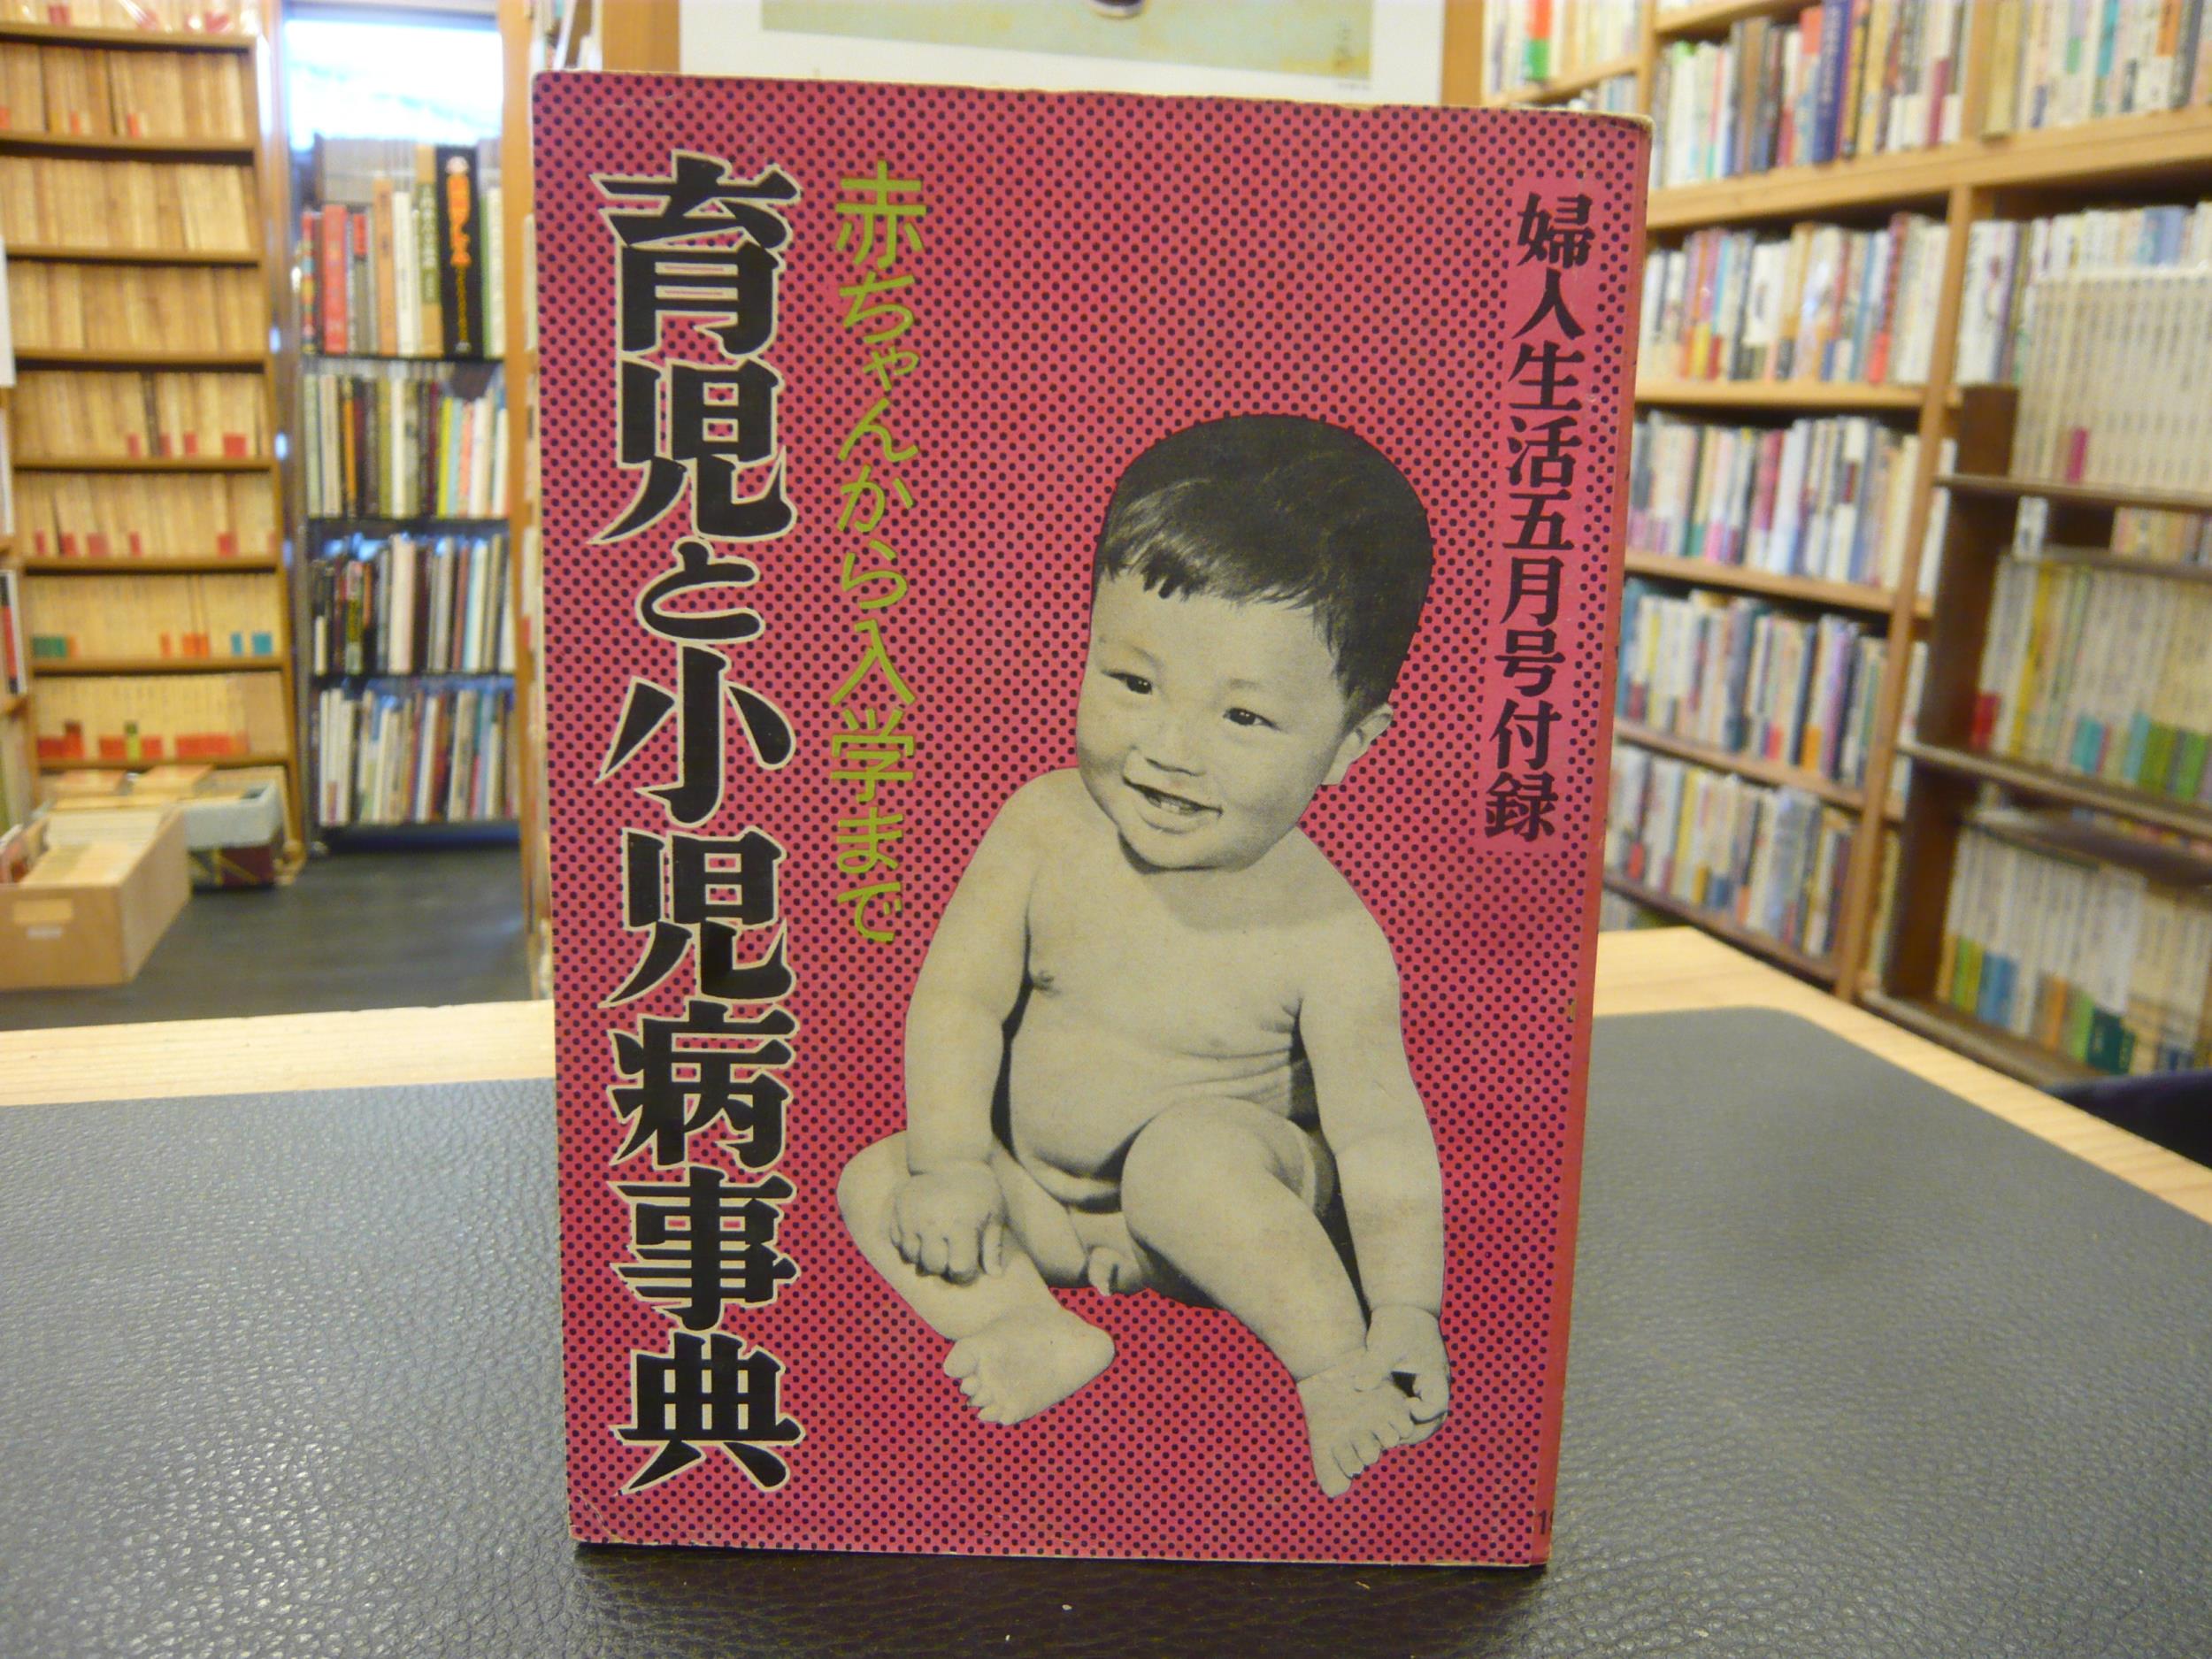 婦人生活五月号付録
赤ちゃんから入学まで
育児と小児病事典